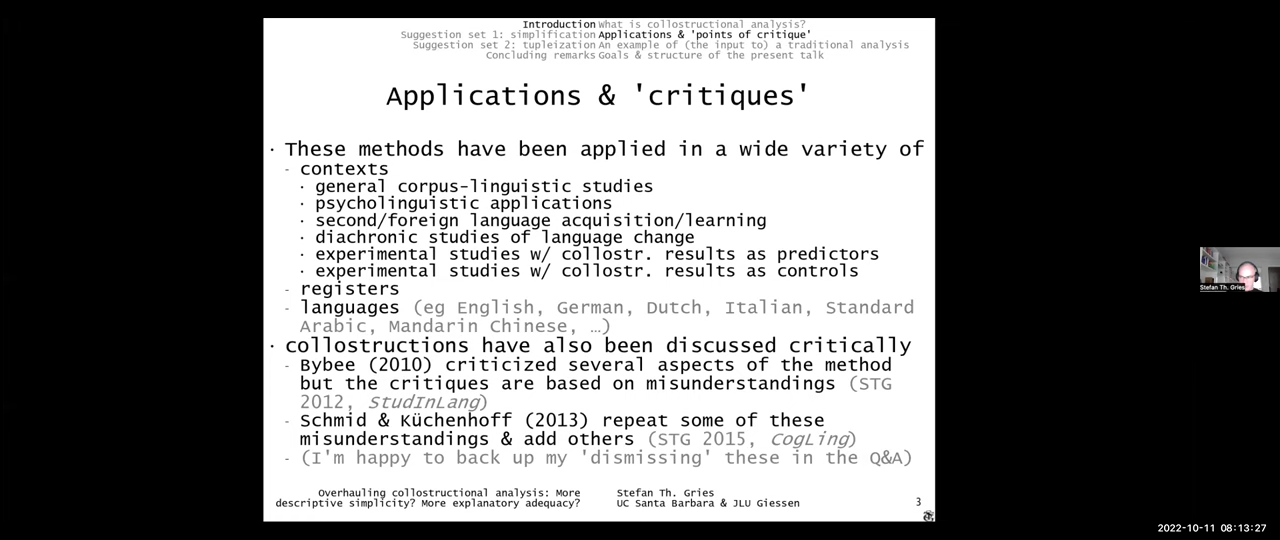 Introduction What is collostructional analysis?
Suggestion set 1: simplification Applications & 'points of critique'
Suggestion set 2: tupleization An example of (the input to) a traditional analysis
Concluding remarks Goals & structure of the present talk
Applications & 'critiques'
· These methods have been applied in a wide variety of
- contexts
· general corpus-linguistic studies
· psycholinguistic applications
· second/foreign language acquisition/learning
· diachronic studies of language change
· experimental studies w/ collostr. results as predictors
· experimental studies w/ collostr. results as controls
- registers
- languages (eg English, German, Dutch, Italian, Standard
Arabic, Mandarin Chinese, …)
· collostructions have also been discussed critically
- Bybee (2010) criticized several aspects of the method
but the critiques are based on misunderstandings (STG
2012, StudInLang)
- Schmid & Küchenhoff (2013) repeat some of these
misunderstandings & add others (STG 2015, CogLing)
- (I'm happy to back up my 'dismissing' these in the Q&A)
Overhauling collostructional analysis: More
descriptive simplicity? More explanatory adequacy?
Stefan Th. Gries
UC Santa Barbara & JLU Giessen
3
Stefan Th. Gries
2022-10-11 08:13:27